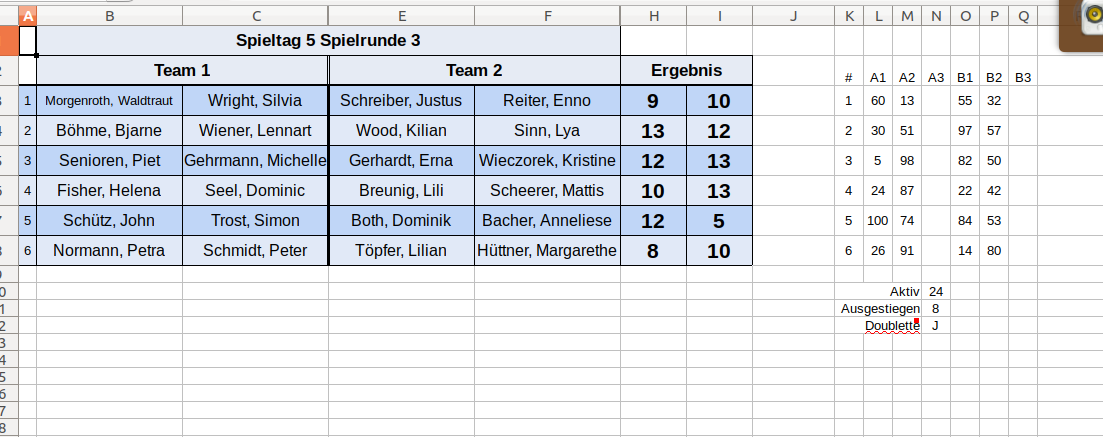 A B C E F H I J K L M N O P Q
Spieltag 5 Spielrunde 3
Team 1 Team 2 Ergebnis # A1 A2 A3 B1 B2 B3
1 Morgenroth, Waldtraut Wright, Silvia Schreiber, Justus Reiter, Enno 9 10 1 60 13 55 32
2 Böhme, Bjarne Wiener, Lennart Wood, Kilian Sinn, Lya 13 12 2 30 51 97 57
3 Senioren, Piet Gehrmann, Michelle Gerhardt, Erna Wieczorek, Kristine 12 13 3 5 98 82 50
4 Fisher, Helena Seel, Dominic Breunig, Lili Scheerer, Mattis 10 13 4 24 87 22 42
5 Schütz, John Trost, Simon Both, Dominik Bacher, Anneliese 12 5 5 100 74 84 53
6 Normann, Petra Schmidt, Peter Töpfer, Lilian Hüttner, Margarethe 8 10 6 26 91 14 80
Aktiv 24
Ausgestiegen 8
Doublette J